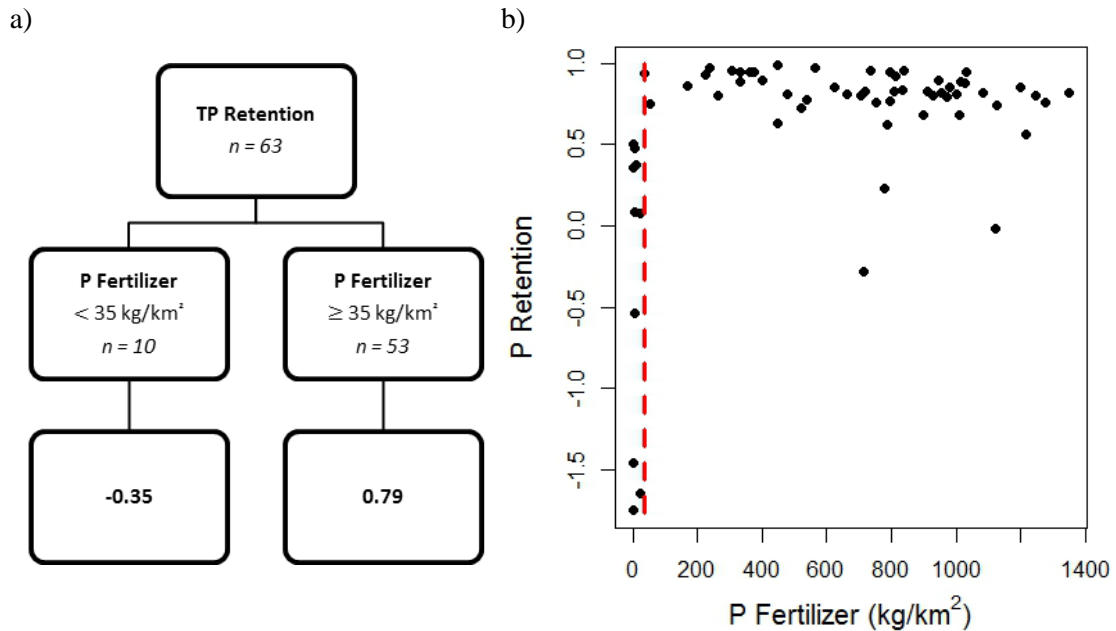 a)
TP Retention
n = 63
P Fertilizer
< 35 kg/km²
n = 10
P Fertilizer
≥ 35 kg/km²
n = 53
-0.35
0.79
b)
P Retention
1.0
0.5
0.0
-0.5
-1.0
-1.5
0 200 400 600 800 1000 1400
P Fertilizer (kg/km²)